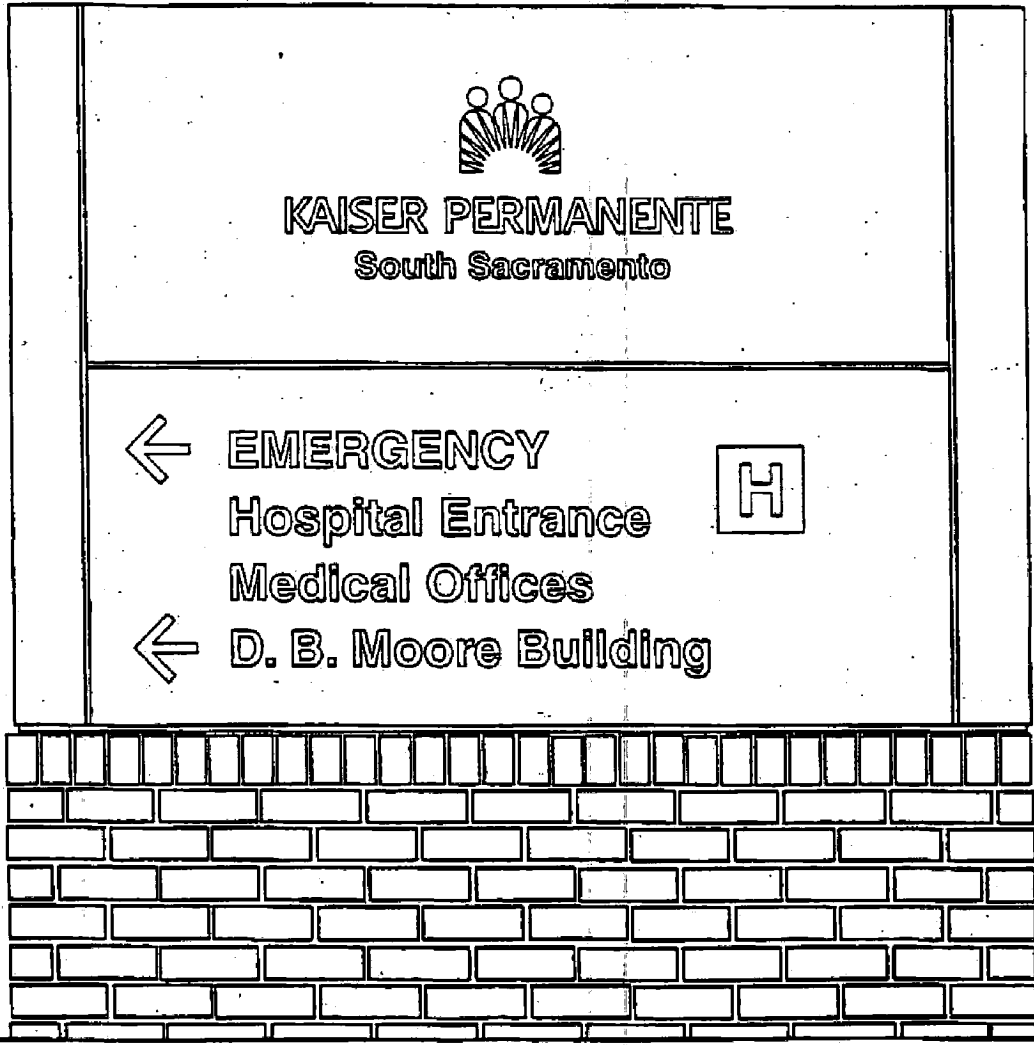 KAISER PERMANENTE
South Sacramento
← EMERGENCY
Hospital Entrance
H
Medical Offices
← D. B. Moore Building